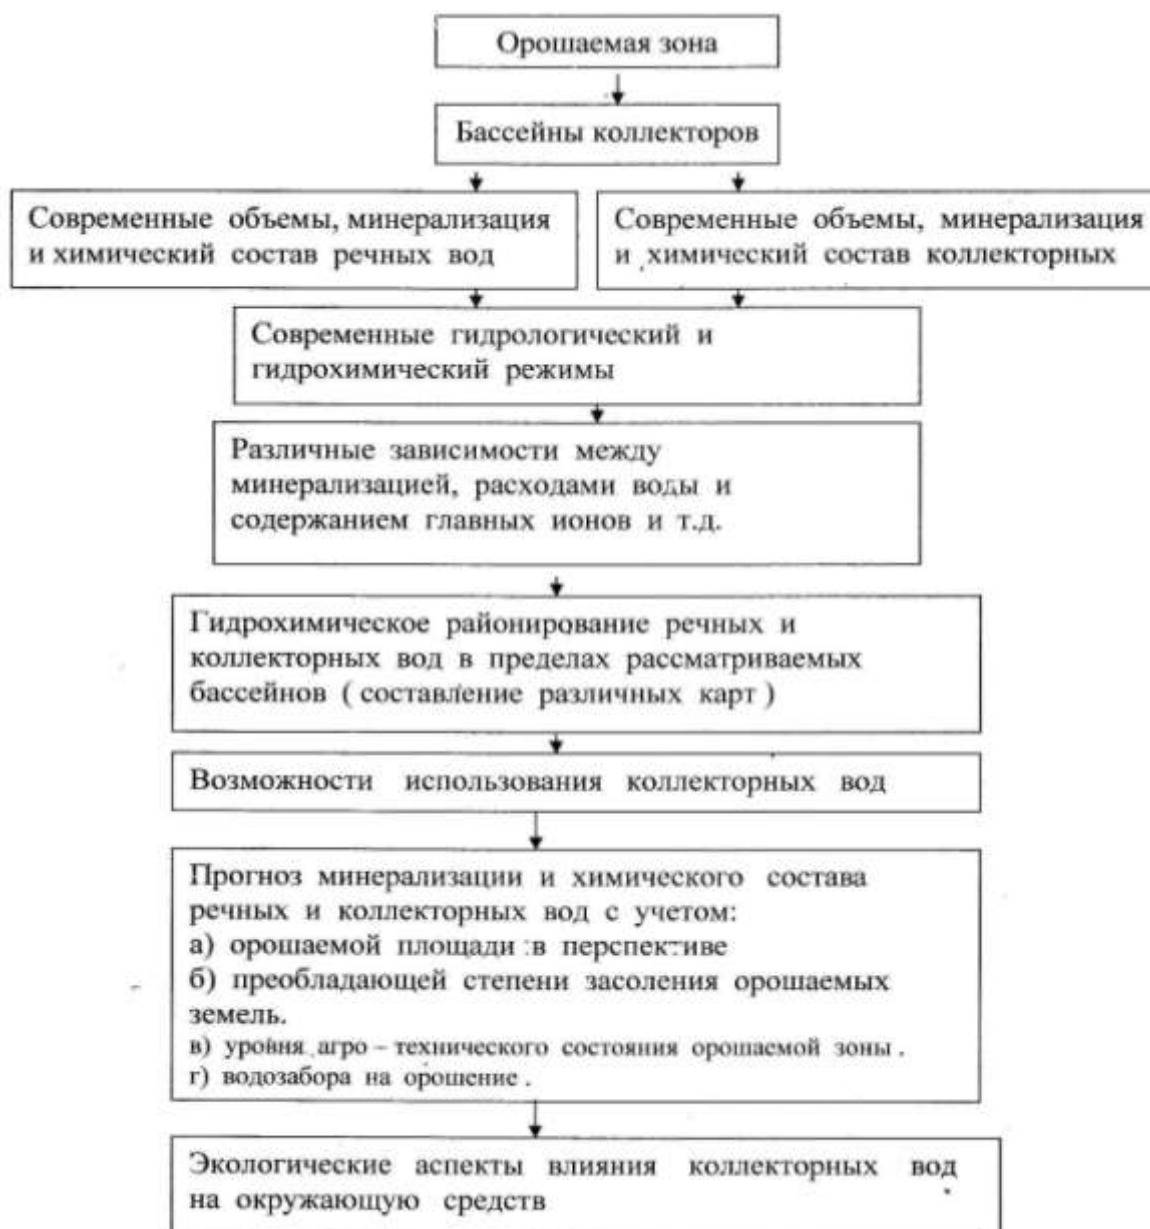 Орошаемая зона
Бассейны коллекторов
Современные объемы, минерализация
и химический состав речных вод
Современные объемы, минерализация
и химический состав коллекторных
Современные гидрологический и
гидрохимический режимы
Различные зависимости между
минерализацией, расходами воды и
содержанием главных ионов и т.д.
Гидрохимическое районирование речных и
коллекторных вод в пределах рассматриваемых
бассейнов ( составление различных карт )
Возможности использования коллекторных вод
Прогноз минерализации и химического состава
речных и коллекторных вод с учетом:
а) орошаемой площади в перспективе
б) преобладающей степени засоления орошаемых
земель.
в) уровня агро – технического состояния орошаемой зоны .
г) водозабора на орошение .
Экологические аспекты влияния коллекторных вод
на окружающую средств